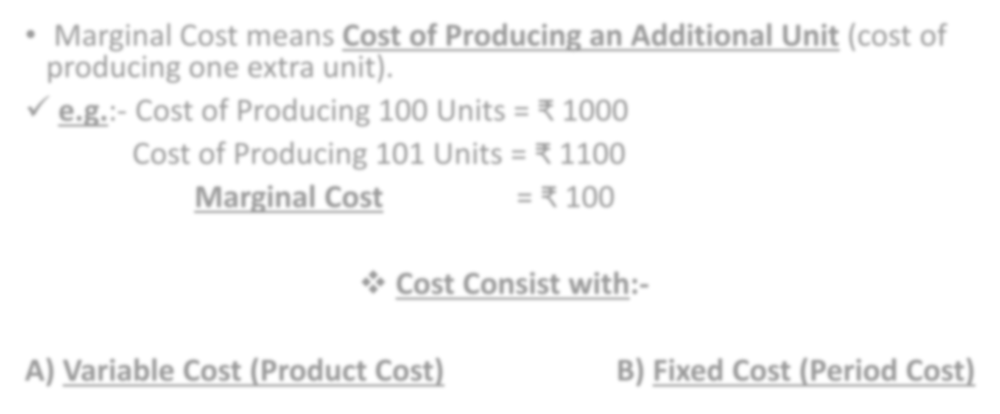 • Marginal Cost means Cost of Producing an Additional Unit (cost of
producing one extra unit).
✓ e.g.:- Cost of Producing 100 Units = ₹ 1000
Cost of Producing 101 Units = ₹ 1100
Marginal Cost = ₹ 100
❖ Cost Consist with:-
A) Variable Cost (Product Cost) B) Fixed Cost (Period Cost)